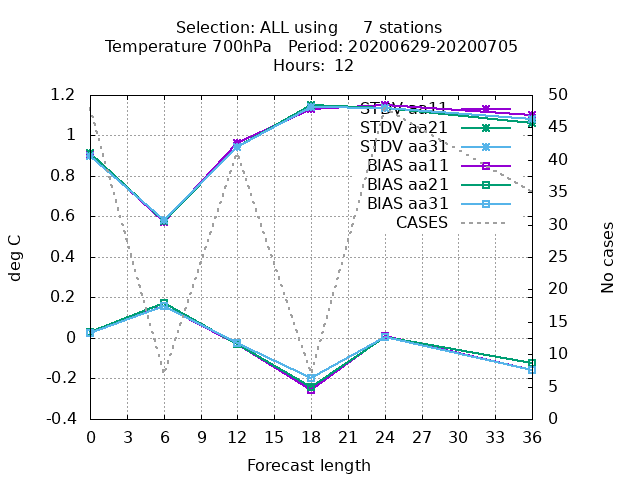 Selection: ALL using 7 stations
Temperature 700hPa Period: 20200629-20200705
Hours: 12
1.2
1
0.8
0.6
0.4
0.2
0
-0.2
-0.4
deg C
STDV aa11
STDV aa21
STDV aa31
BIAS aa11
BIAS aa21
BIAS aa31
CASES
50
45
40
35
30
25
20
15
10
5
0
No cases
0 3 6 9 12 15 18 21 24 27 30 33 36
Forecast length